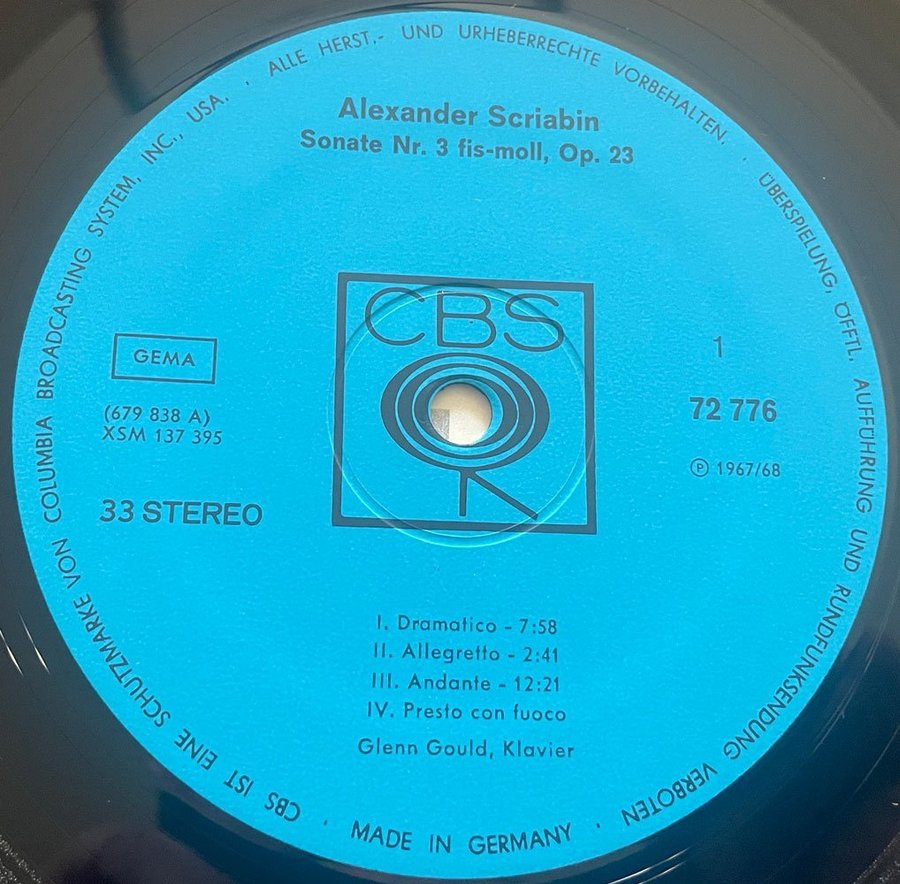 ALLE HERST.- UND URHEBERRECHTE VORBEHALTEN. · ÜBERSPIELUNG, ÖFFTL. AUFFÜHRUNG UND RUNDFUNKSENDUNG VERBOTEN · MADE IN GERMANY · CBS IST EINE SCHUTZMARKE VON COLUMBIA BROADCASTING SYSTEM, INC., USA. ·
Alexander Scriabin
Sonate Nr. 3 fis-moll, Op. 23
CBS
GEMA
(679 838 A)
XSM 137 395
33 STEREO
1
72 776
℗ 1967/68
I. Dramatico - 7:58
II. Allegretto - 2:41
III. Andante - 12:21
IV. Presto con fuoco
Glenn Gould, Klavier